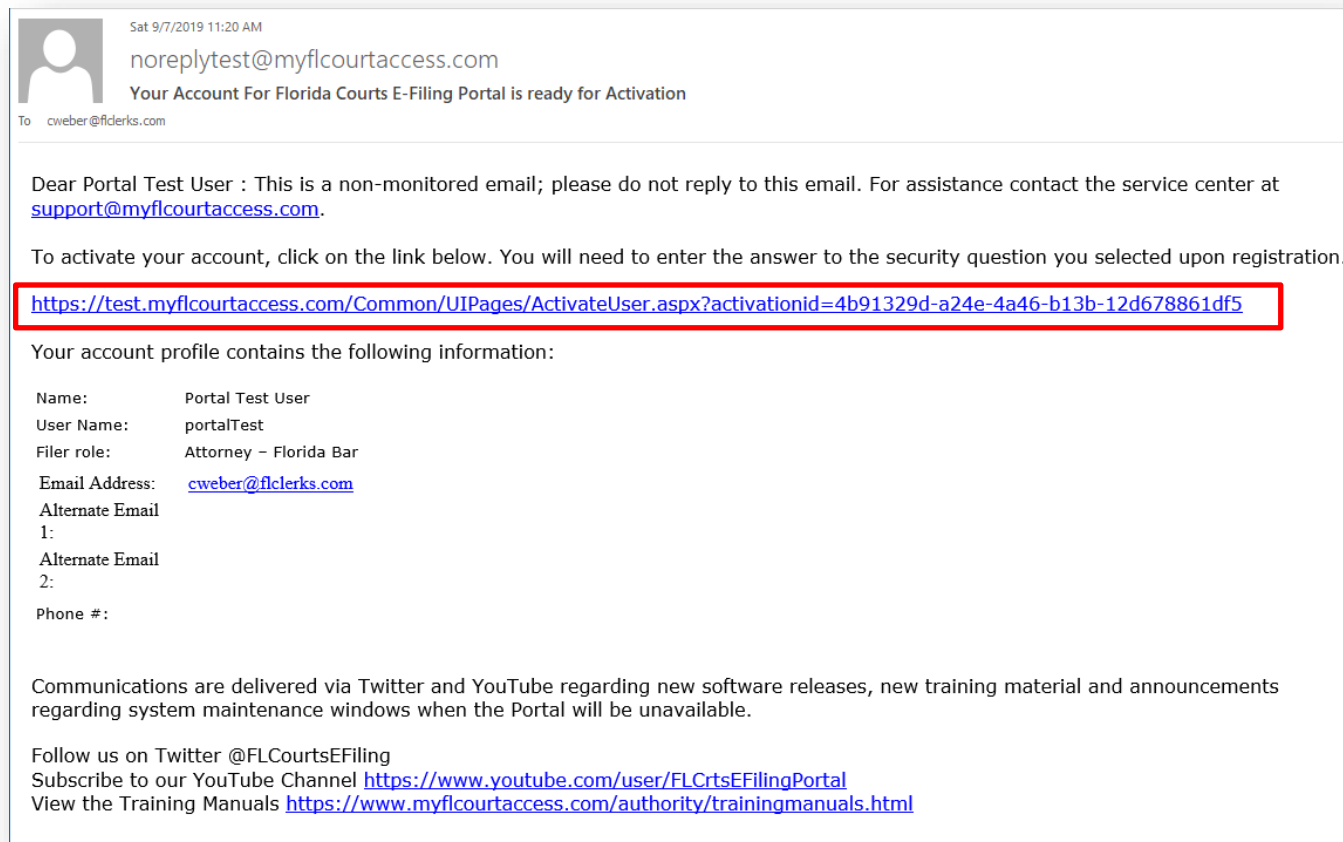 Sat 9/7/2019 11:20 AM
noreplytest@myflcourtaccess.com
Your Account For Florida Courts E-Filing Portal is ready for Activation
To cweber@flclerks.com
Dear Portal Test User : This is a non-monitored email; please do not reply to this email. For assistance contact the service center at
support@myflcourtaccess.com.
To activate your account, click on the link below. You will need to enter the answer to the security question you selected upon registration.
https://test.myflcourtaccess.com/Common/UIPages/ActivateUser.aspx?activationid=4b91329d-a24e-4a46-b13b-12d678861df5
Your account profile contains the following information:
Name: Portal Test User
User Name: portalTest
Filer role: Attorney – Florida Bar
Email Address: cweber@flclerks.com
Alternate Email
1:
Alternate Email
2:
Phone #:
Communications are delivered via Twitter and YouTube regarding new software releases, new training material and announcements
regarding system maintenance windows when the Portal will be unavailable.
Follow us on Twitter @FLCourtsEFiling
Subscribe to our YouTube Channel https://www.youtube.com/user/FLCrtsEFilingPortal
View the Training Manuals https://www.myflcourtaccess.com/authority/trainingmanuals.html